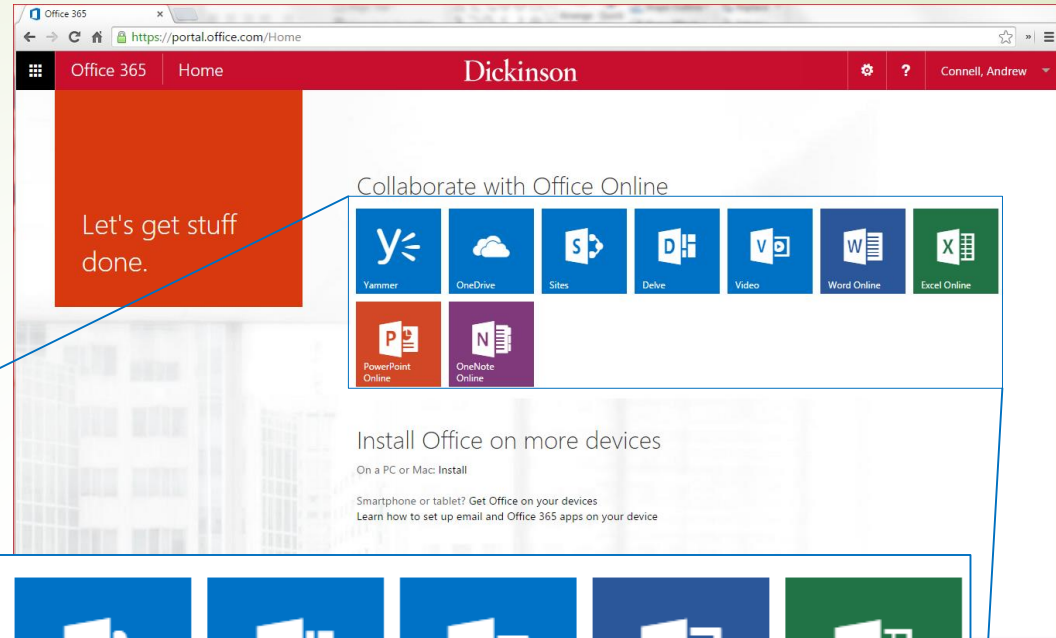 Office 365
https://portal.office.com/Home
Office 365 Home Dickinson ? Connell, Andrew
Let's get stuff
done.
Collaborate with Office Online
Yammer OneDrive Sites Delve Video Word Online Excel Online
PowerPoint
Online
OneNote
Online
Install Office on more devices
On a PC or Mac: Install
Smartphone or tablet? Get Office on your devices
Learn how to set up email and Office 365 apps on your device